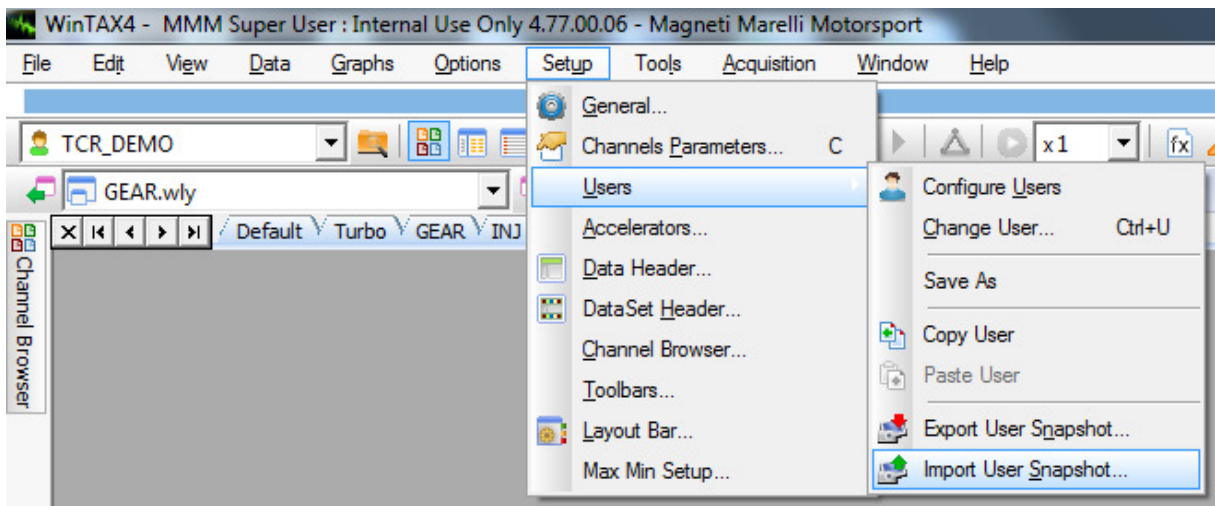 WinTAX4 - MMM Super User : Internal Use Only 4.77.00.06 - Magneti Marelli Motorsport
File Edit View Data Graphs Options Setup Tools Acquisition Window Help
TCR_DEMO
x1
fx
GEAR.wly
Default Turbo GEAR INJ
Channel Browser
General...
Channels Parameters... C
Users
Accelerators...
Data Header...
DataSet Header...
Channel Browser...
Toolbars...
Layout Bar...
Max Min Setup...
Configure Users
Change User... Ctrl+U
Save As
Copy User
Paste User
Export User Snapshot...
Import User Snapshot...